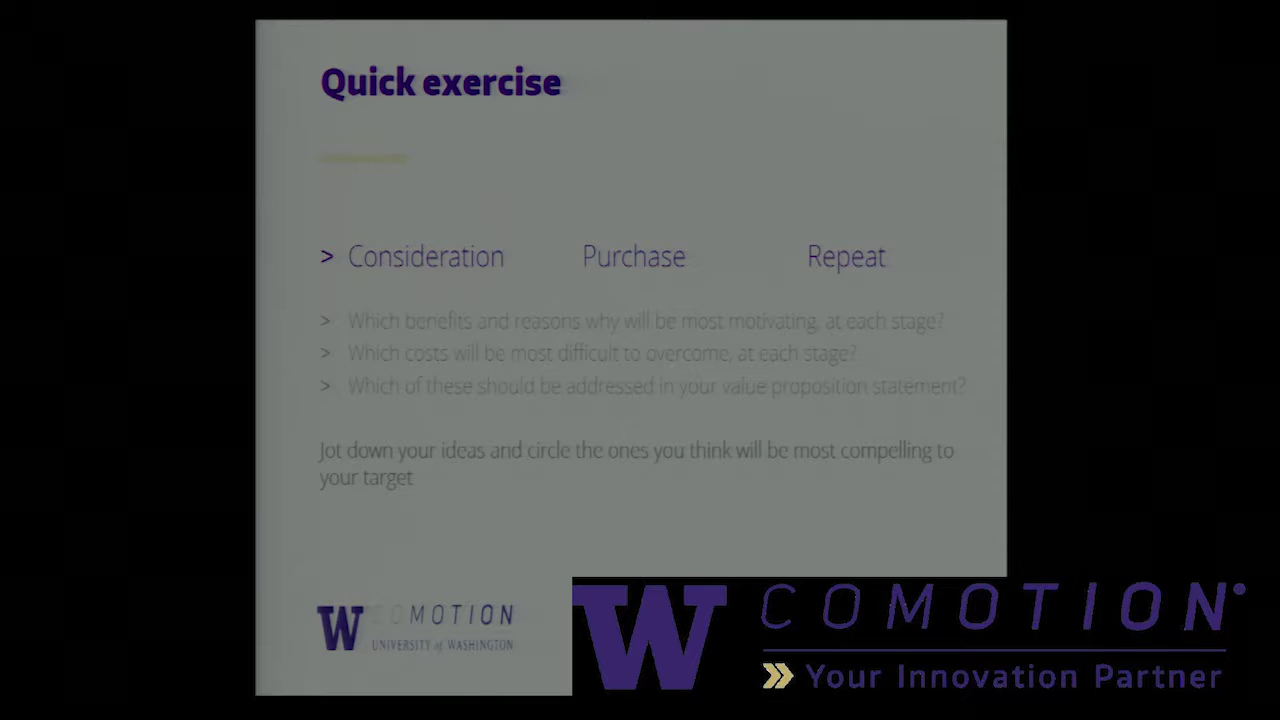 Quick exercise
> Consideration Purchase Repeat
> Which benefits and reasons why will be most motivating, at each stage?
> Which costs will be most difficult to overcome, at each stage?
> Which of these should be addressed in your value proposition statement?
Jot down your ideas and circle the ones you think will be most compelling to
your target
W COMOTION
UNIVERSITY of WASHINGTON
W COMOTION
Your Innovation Partner